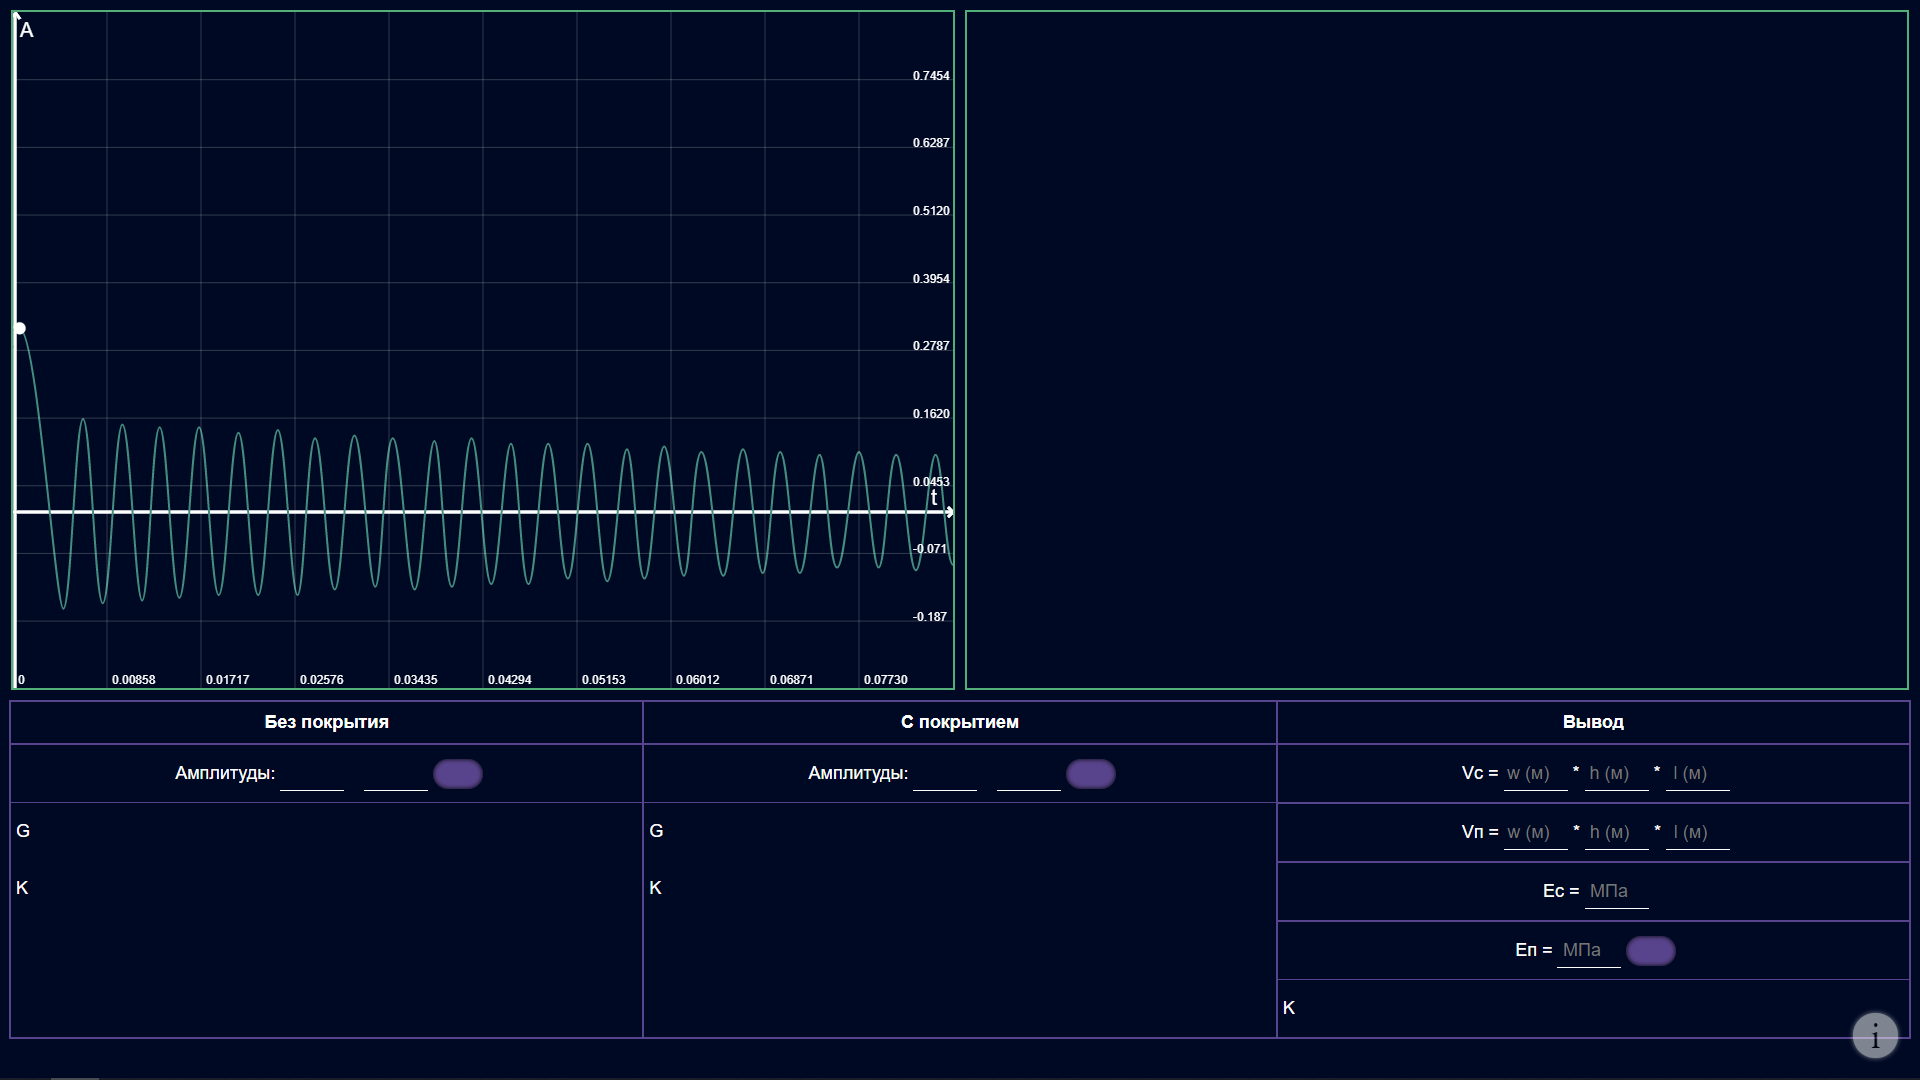 A
0.7454
0.6287
0.5120
0.3954
0.2787
0.1620
0.0453
t
-0.071
-0.187
0 0.00858 0.01717 0.02576 0.03435 0.04294 0.05153 0.06012 0.06871 0.07730
Без покрытия
Амплитуды:
G
K
С покрытием
Амплитуды:
G
K
Вывод
Vc = w (м) * h (м) * l (м)
Vп = w (м) * h (м) * l (м)
Eс = МПа
Eп = МПа
K
i